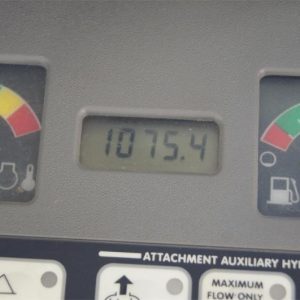 1075.4
ATTACHMENT AUXILIARY HY
MAXIMUM
FLOW-ONLY